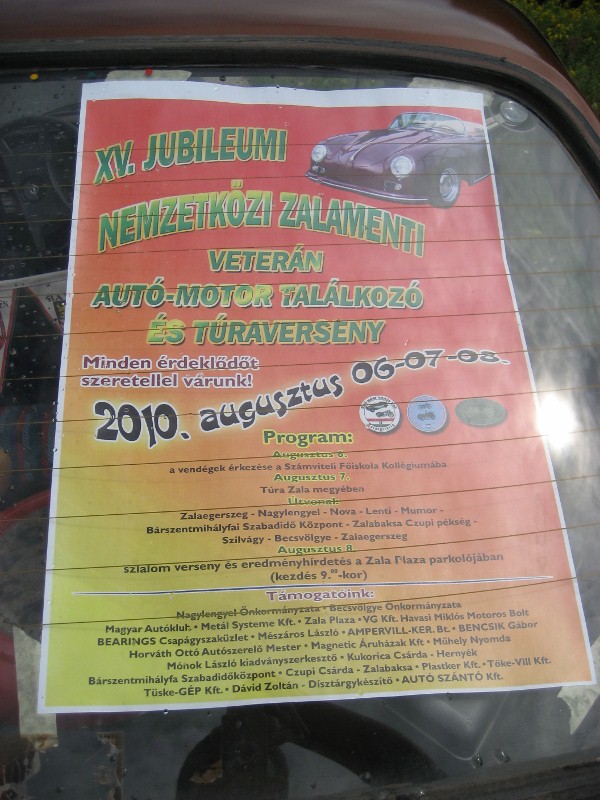 XV. JUBILEUMI
NEMZETKÖZI ZALAMENTI
VETERÁN
AUTÓ-MOTOR TALÁLKOZÓ
ÉS TÚRAVERSENY
Minden érdeklődőt
szeretettel várunk!
2010. augusztus 06-07-08.
Program:
Augusztus 6.
a vendégek érkezése a Számviteli Főiskola Kollégiumába
Augusztus 7.
Túra Zala megyében
Útvonal:
Zalaegerszeg - Nagylengyel - Nova - Lenti - Mumor -
Bárszentmihályfai Szabadidő Központ - Zalabaksa Czupi pékség -
Szilvágy - Becsvölgye - Zalaegerszeg
Augusztus 8.
szlalom verseny és eredményhirdetés a Zala Plaza parkolójában
(kezdés 9.00-kor)
Támogatóink:
Nagylengyel Önkormányzata • Becsvölgye Önkormányzata
Magyar Autóklub • Metál Systeme Kft. • Zala Plaza • VG Kft. Havasi Miklós Motoros Bolt
BEARINGS Csapágyszaküzlet • Mészáros László • AMPERVILL-KER. Bt. • BENCSIK Gábor
Horváth Ottó Autószerelő Mester • Magnetic Áruházak Kft • Műhely Nyomda
Mónok László kiadványszerkesztő • Kukorica Csárda - Hernyék
Bárszentmihályfa Szabadidőközpont • Czupi Csárda - Zalabaksa • Plastker Kft. • Tőke-Vill Kft.
Tüske-GÉP Kft. • Dávid Zoltán - Dísztárgykészítő • AUTÓ SZÁNTÓ Kft.